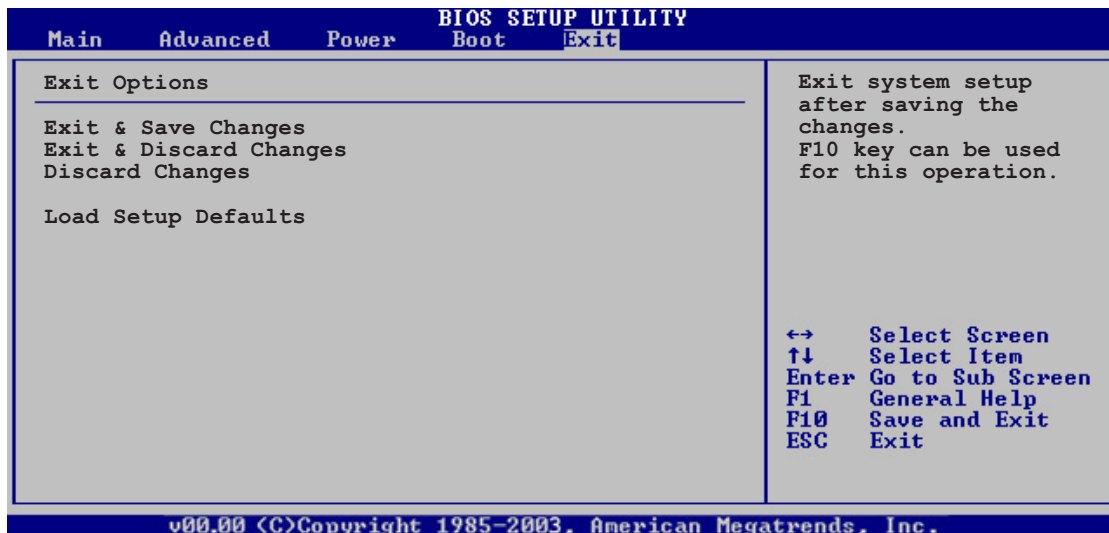 BIOS SETUP UTILITY
Main Advanced Power Boot Exit
Exit Options
Exit & Save Changes
Exit & Discard Changes
Discard Changes
Load Setup Defaults
Exit system setup
after saving the
changes.
F10 key can be used
for this operation.
←→ Select Screen
↑↓ Select Item
Enter Go to Sub Screen
F1 General Help
F10 Save and Exit
ESC Exit
v00.00 (C)Copyright 1985-2003, American Megatrends, Inc.